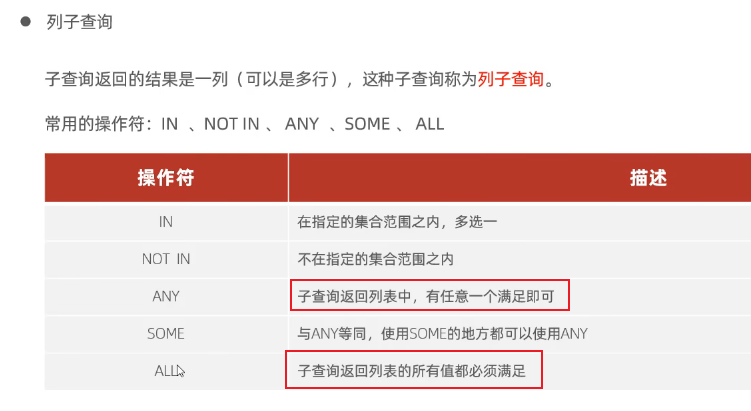 ● 列子查询
子查询返回的结果是一列（可以是多行），这种子查询称为列子查询。
常用的操作符：IN 、NOT IN 、 ANY 、SOME 、 ALL
操作符 描述
IN 在指定的集合范围之内，多选一
NOT IN 不在指定的集合范围之内
ANY 子查询返回列表中，有任意一个满足即可
SOME 与ANY等同，使用SOME的地方都可以使用ANY
ALL 子查询返回列表的所有值都必须满足